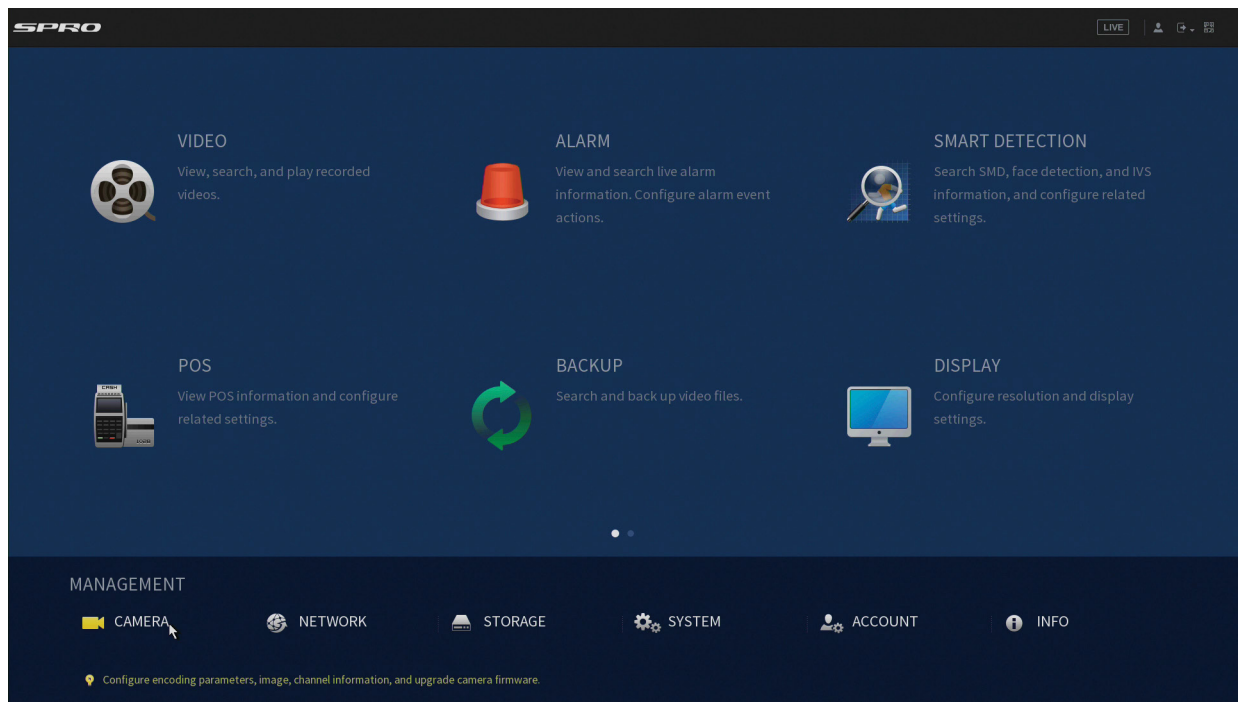 SPRO
LIVE
VIDEO
View, search, and play recorded
videos.
ALARM
View and search live alarm
information. Configure alarm event
actions.
SMART DETECTION
Search SMD, face detection, and IVS
information, and configure related
settings.
POS
View POS information and configure
related settings.
CASH
BACKUP
Search and back up video files.
DISPLAY
Configure resolution and display
settings.
MANAGEMENT
CAMERA
NETWORK
STORAGE
SYSTEM
ACCOUNT
INFO
Configure encoding parameters, image, channel information, and upgrade camera firmware.